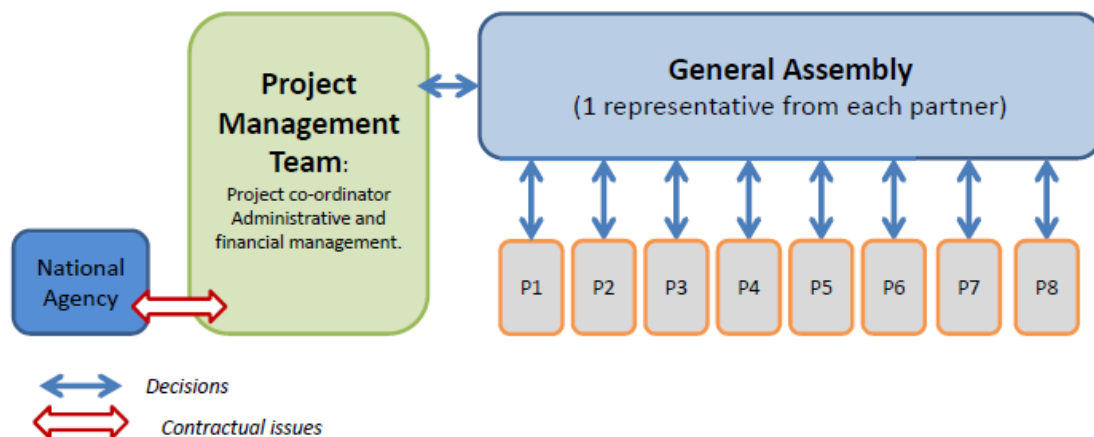 Project
Management
Team:
Project co-ordinator
Administrative and
financial management.
General Assembly
(1 representative from each partner)
National
Agency
P1
P2
P3
P4
P5
P6
P7
P8
Decisions
Contractual issues